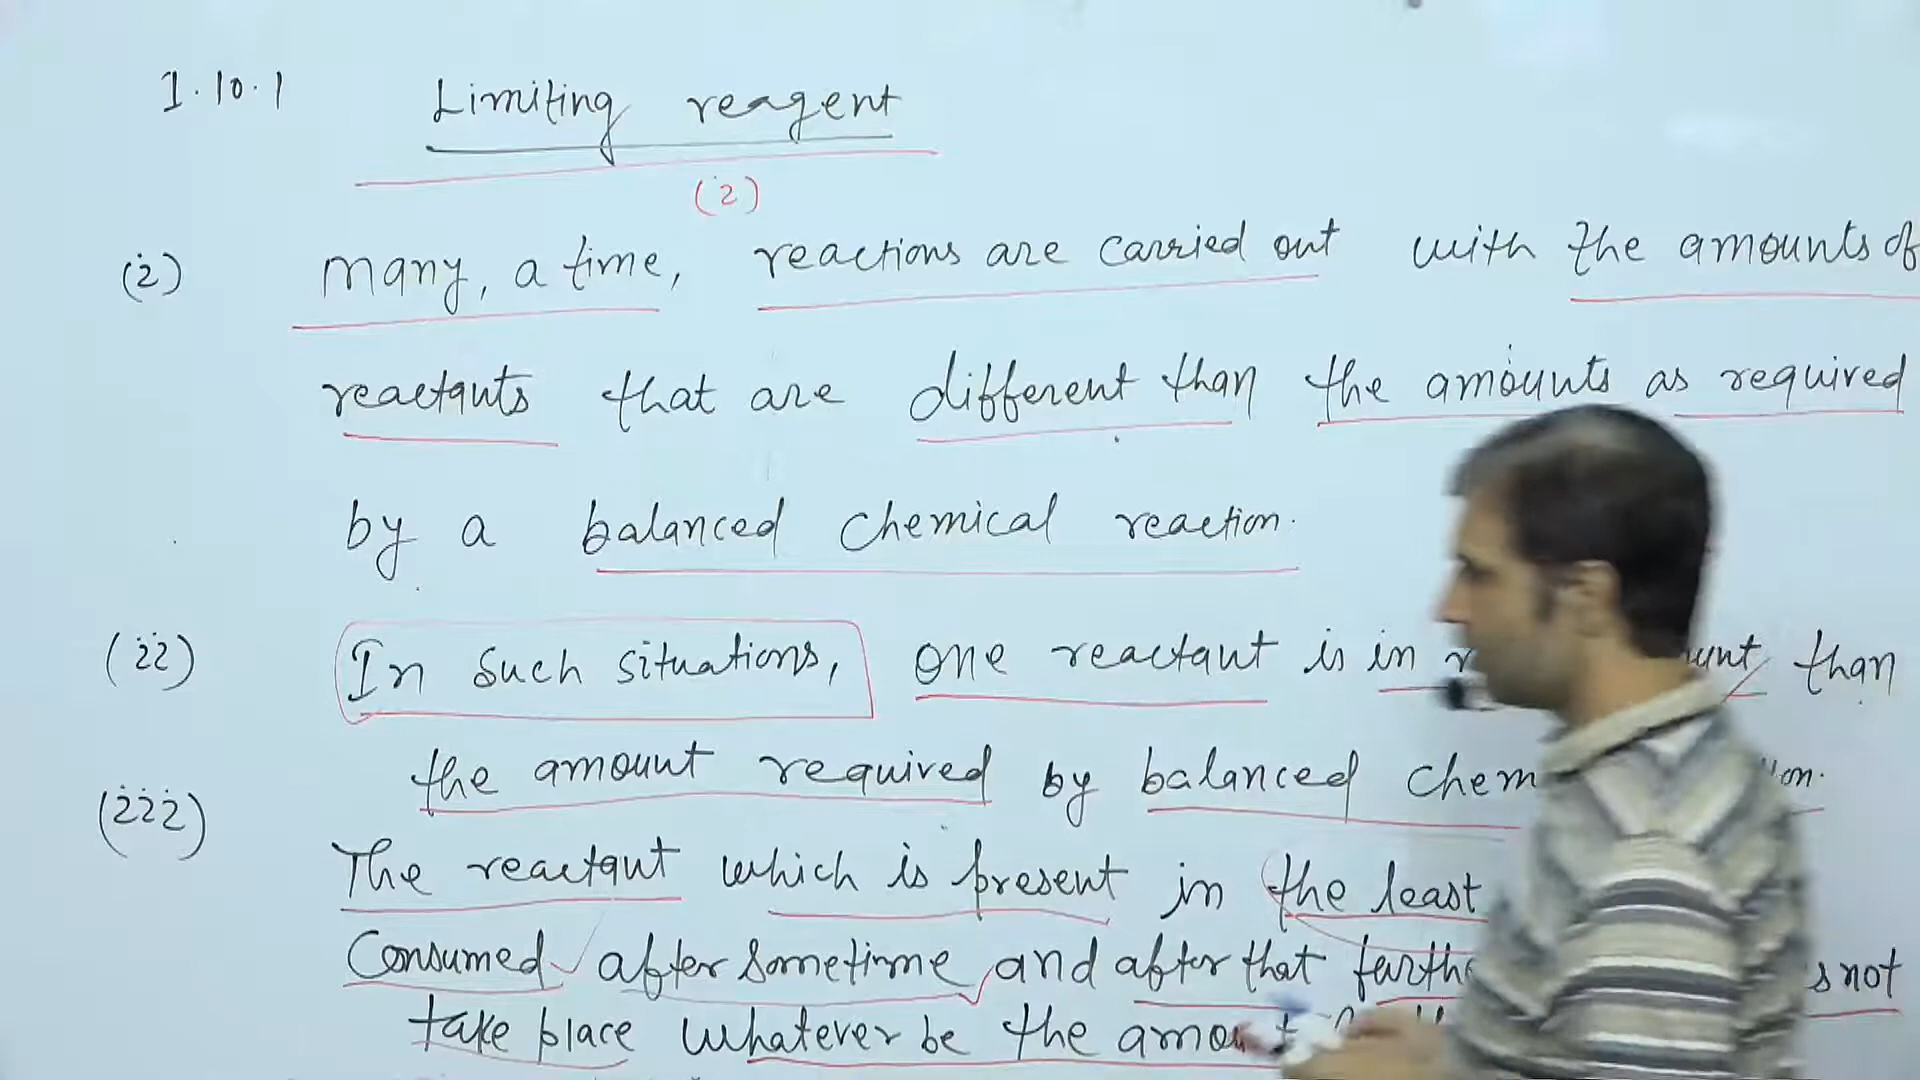 1.10.1 Limiting reagent
(i)
(i) Many, a time, reactions are carried out with the amounts of
reactants that are different than the amounts as required
by a balanced chemical reaction.
(ii) In such situations, one reactant is in than
the amount required by balanced
(iii) The reactant which is present in the least
Consumed after sometime and after that not
take place whatever be the